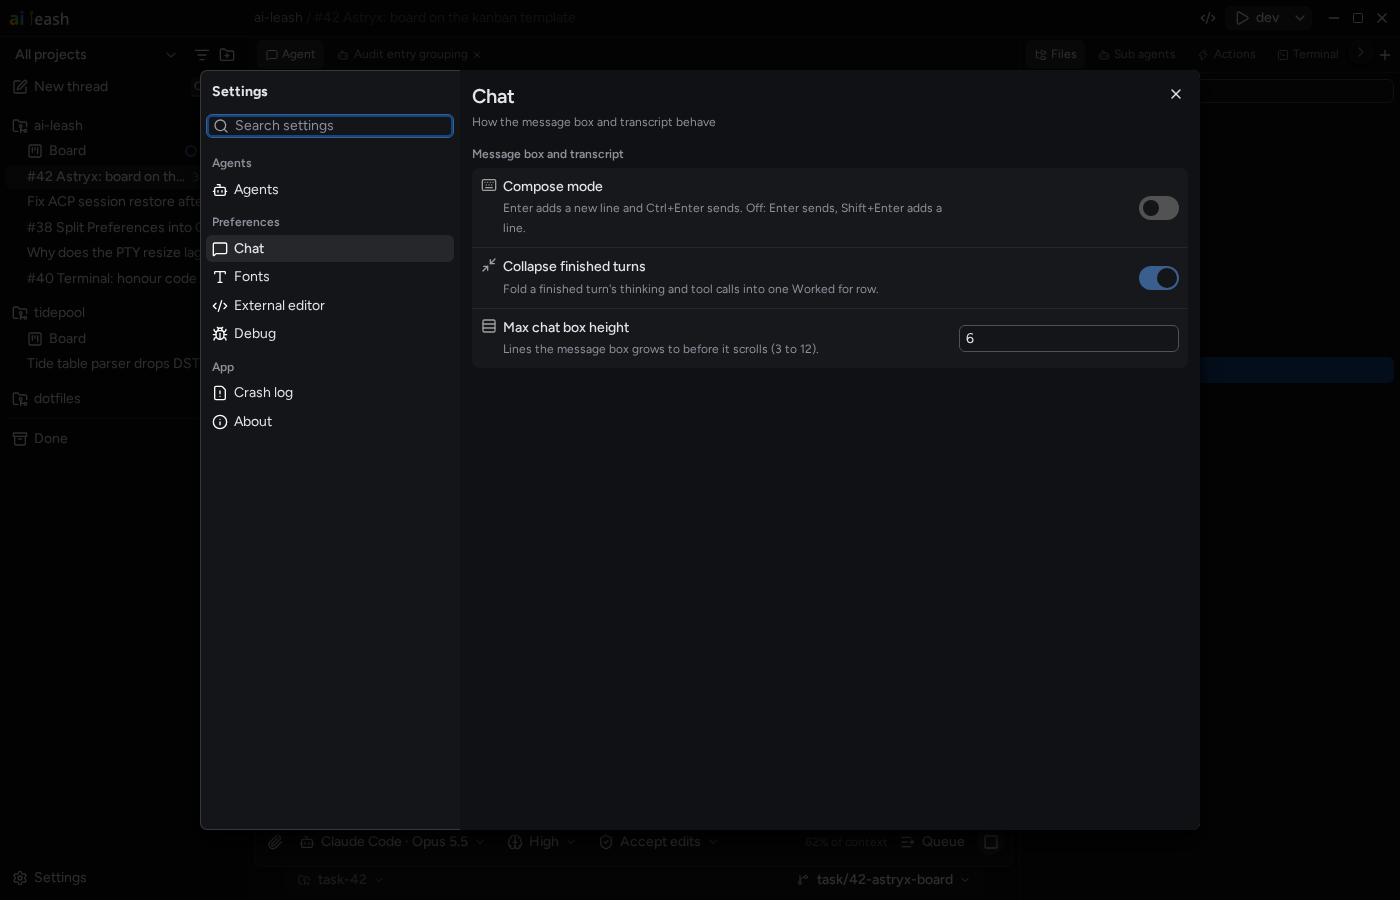 ai leash
ai-leash / #42 Astryx: board on the kanban template
dev
All projects
Agent
Audit entry grouping
Files
Sub agents
Actions
Terminal
New thread
ai-leash
Board
#42 Astryx: board on th...
Fix ACP session restore afte
#38 Split Preferences into
Why does the PTY resize lag
#40 Terminal: honour code
tidepool
Board
Tide table parser drops DST
dotfiles
Done
Settings
Settings
Search settings
Agents
Agents
Preferences
Chat
Fonts
External editor
Debug
App
Crash log
About
Chat
How the message box and transcript behave
Message box and transcript
Compose mode
Enter adds a new line and Ctrl+Enter sends. Off: Enter sends, Shift+Enter adds a
line.
Collapse finished turns
Fold a finished turn's thinking and tool calls into one Worked for row.
Max chat box height
Lines the message box grows to before it scrolls (3 to 12).
6
Claude Code · Opus 5.5
High
Accept edits
62% of context
Queue
task-42
task/42-astryx-board